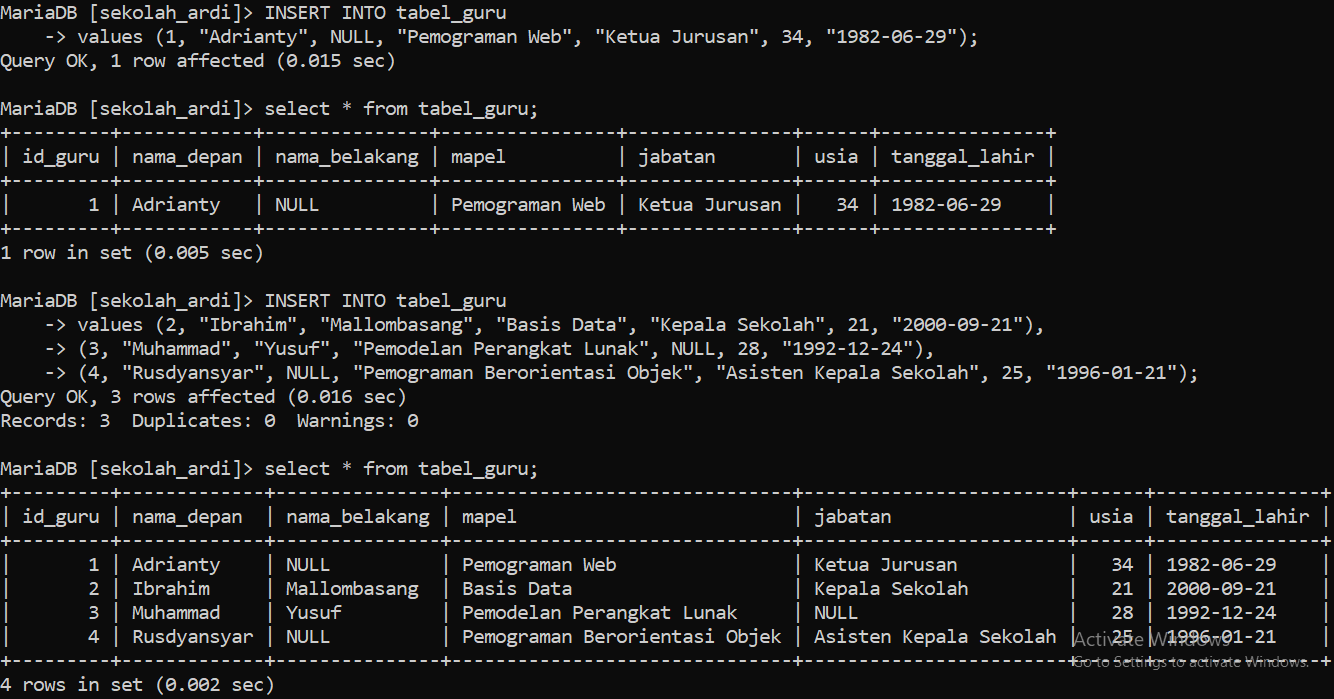 MariaDB [sekolah_ardi]> INSERT INTO tabel_guru
    -> values (1, "Adrianty", NULL, "Pemograman Web", "Ketua Jurusan", 34, "1982-06-29");
Query OK, 1 row affected (0.015 sec)

MariaDB [sekolah_ardi]> select * from tabel_guru;
+---------+------------+---------------+----------------+---------------+------+---------------+
| id_guru | nama_depan | nama_belakang | mapel          | jabatan       | usia | tanggal_lahir |
+---------+------------+---------------+----------------+---------------+------+---------------+
|       1 | Adrianty   | NULL          | Pemograman Web | Ketua Jurusan |   34 | 1982-06-29    |
+---------+------------+---------------+----------------+---------------+------+---------------+
1 row in set (0.005 sec)

MariaDB [sekolah_ardi]> INSERT INTO tabel_guru
    -> values (2, "Ibrahim", "Mallombasang", "Basis Data", "Kepala Sekolah", 21, "2000-09-21"),
    -> (3, "Muhammad", "Yusuf", "Pemodelan Perangkat Lunak", NULL, 28, "1992-12-24"),
    -> (4, "Rusdyansyar", NULL, "Pemograman Berorientasi Objek", "Asisten Kepala Sekolah", 25, "1996-01-21");
Query OK, 3 rows affected (0.016 sec)
Records: 3  Duplicates: 0  Warnings: 0

MariaDB [sekolah_ardi]> select * from tabel_guru;
+---------+-------------+---------------+-------------------------------+------------------------+------+---------------+
| id_guru | nama_depan  | nama_belakang | mapel                         | jabatan                | usia | tanggal_lahir |
+---------+-------------+---------------+-------------------------------+------------------------+------+---------------+
|       1 | Adrianty    | NULL          | Pemograman Web                | Ketua Jurusan          |   34 | 1982-06-29    |
|       2 | Ibrahim     | Mallombasang  | Basis Data                    | Kepala Sekolah         |   21 | 2000-09-21    |
|       3 | Muhammad    | Yusuf         | Pemodelan Perangkat Lunak     | NULL                   |   28 | 1992-12-24    |
|       4 | Rusdyansyar | NULL          | Pemograman Berorientasi Objek | Asisten Kepala Sekolah |   25 | 1996-01-21    |
+---------+-------------+---------------+-------------------------------+------------------------+------+---------------+
4 rows in set (0.002 sec)
Activate Windows
Go to Settings to activate Windows.